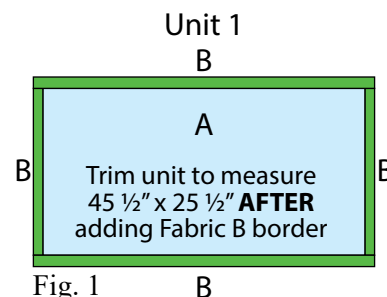 Unit 1
B
A
B
B
Trim unit to measure
45 ½” x 25 ½” AFTER
adding Fabric B border
Fig. 1
B